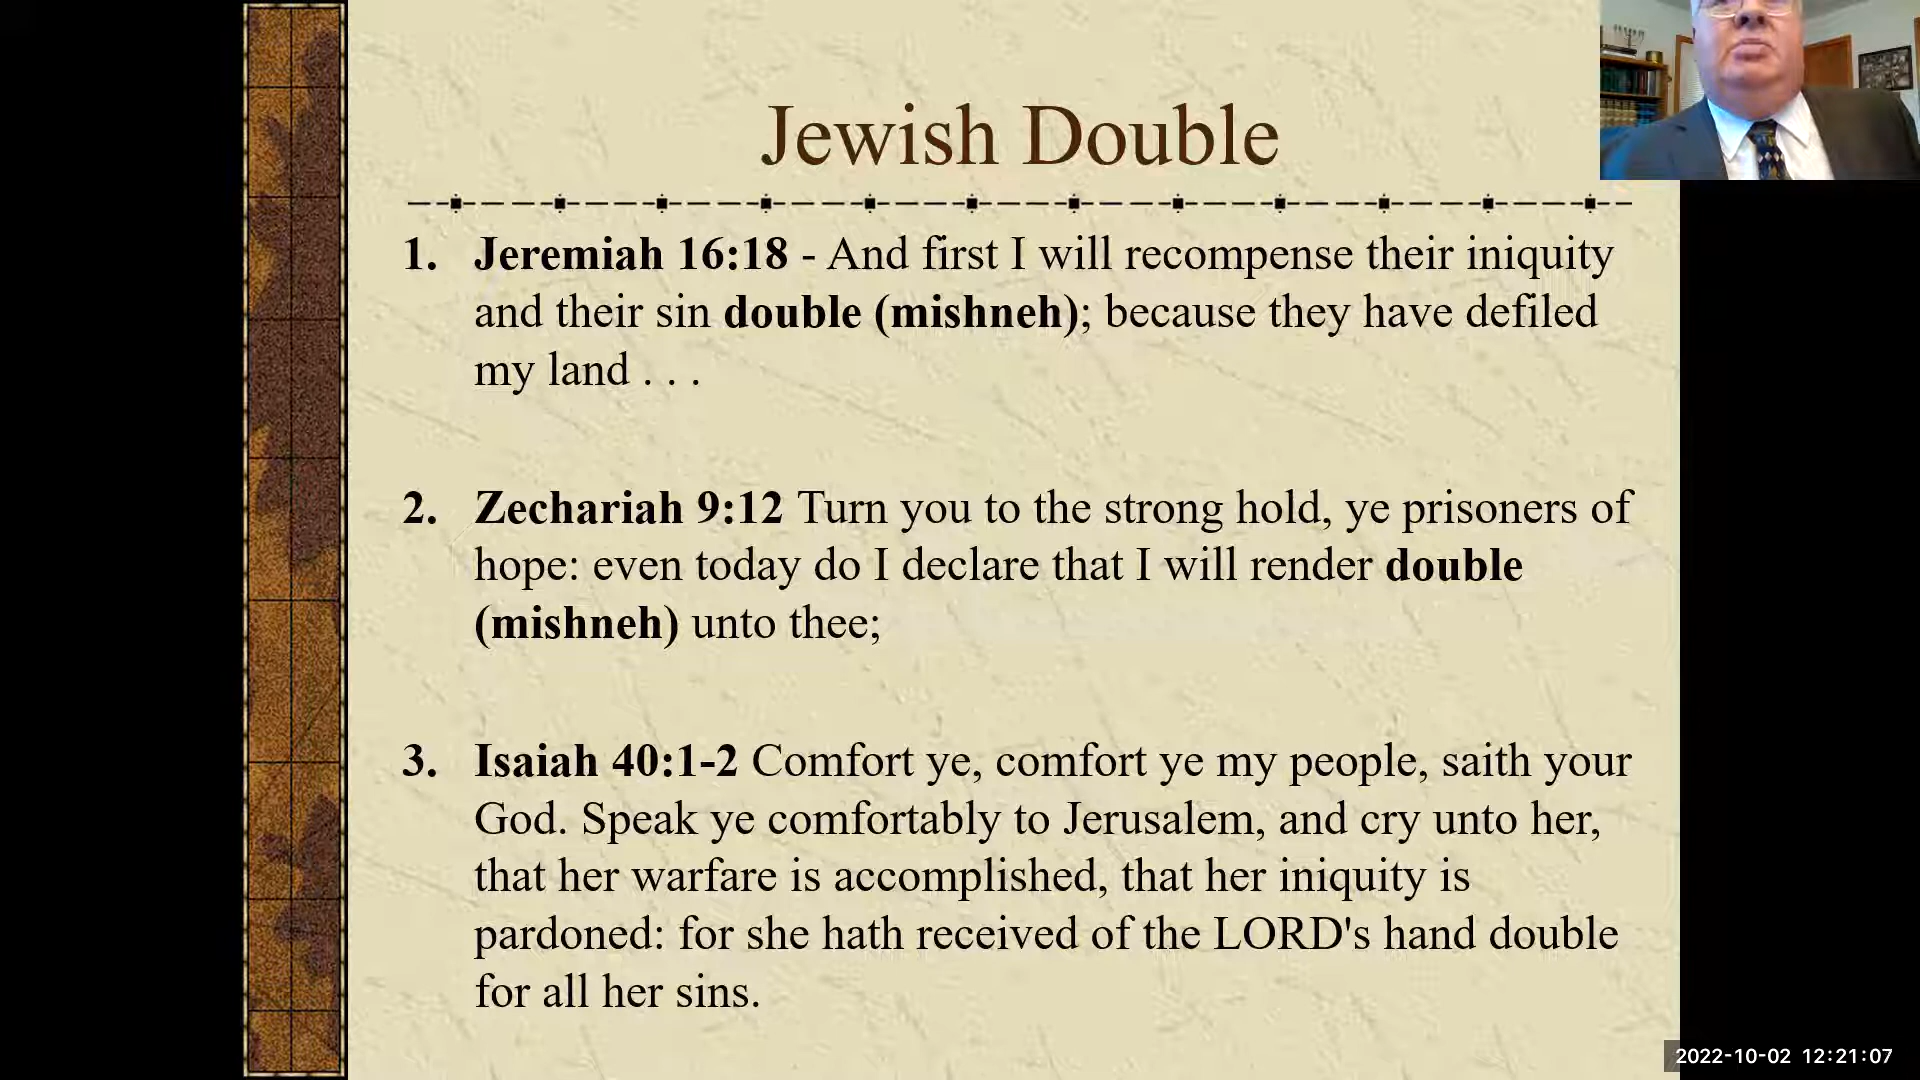 Jewish Double
1. Jeremiah 16:18 - And first I will recompense their iniquity
and their sin double (mishneh); because they have defiled
my land . . .
2. Zechariah 9:12 Turn you to the strong hold, ye prisoners of
hope: even today do I declare that I will render double
(mishneh) unto thee;
3. Isaiah 40:1-2 Comfort ye, comfort ye my people, saith your
God. Speak ye comfortably to Jerusalem, and cry unto her,
that her warfare is accomplished, that her iniquity is
pardoned: for she hath received of the LORD's hand double
for all her sins.
2022-10-02 12:21:07